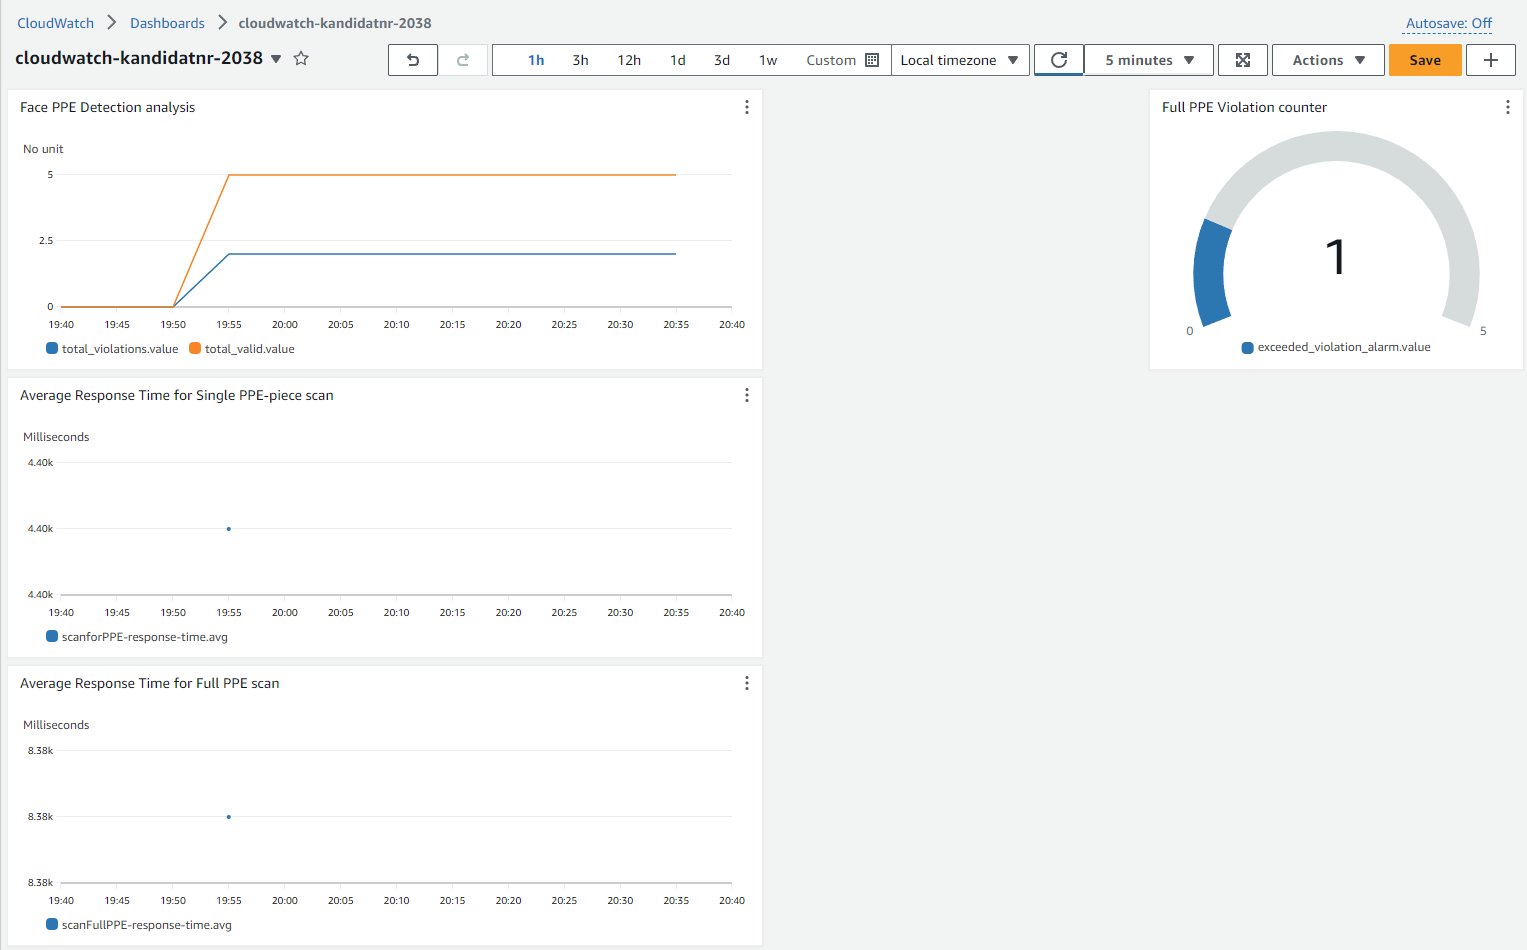 CloudWatch > Dashboards > cloudwatch-kandidatnr-2038
Autosave: Off
cloudwatch-kandidatnr-2038
1h 3h 12h 1d 3d 1w Custom Local timezone 5 minutes Actions Save
Face PPE Detection analysis
No unit
5
2.5
0
19:40 19:45 19:50 19:55 20:00 20:05 20:10 20:15 20:20 20:25 20:30 20:35 20:40
total_violations.value total_valid.value
Full PPE Violation counter
1
0 5
exceeded_violation_alarm.value
Average Response Time for Single PPE-piece scan
Milliseconds
4.40k
4.40k
4.40k
19:40 19:45 19:50 19:55 20:00 20:05 20:10 20:15 20:20 20:25 20:30 20:35 20:40
scanforPPE-response-time.avg
Average Response Time for Full PPE scan
Milliseconds
8.38k
8.38k
8.38k
19:40 19:45 19:50 19:55 20:00 20:05 20:10 20:15 20:20 20:25 20:30 20:35 20:40
scanFullPPE-response-time.avg